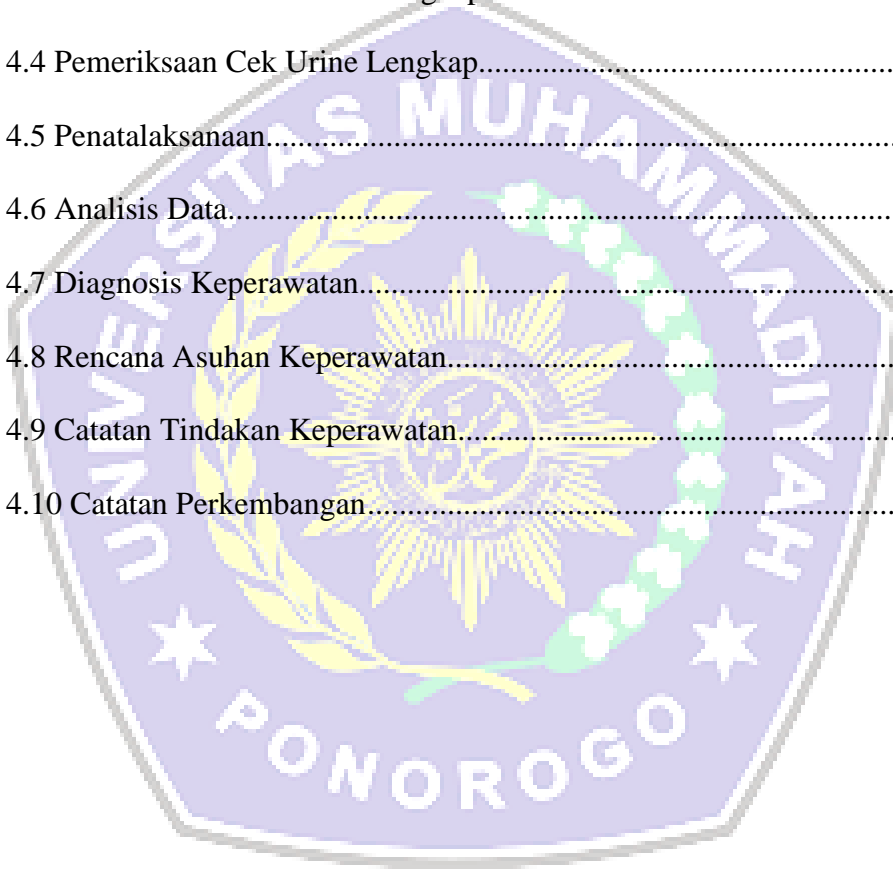 4.4 Pemeriksaan Cek Urine Lengkap................................................
4.5 Penatalaksanaan................................................................
4.6 Analisis Data.....................................................................
4.7 Diagnosis Keperawatan.......................................................
4.8 Rencana Asuhan Keperawatan............................................
4.9 Catatan Tindakan Keperawatan...........................................
4.10 Catatan Perkembangan.....................................................
UNIVERSITAS MUHAMMADIYAH
PONOROGO